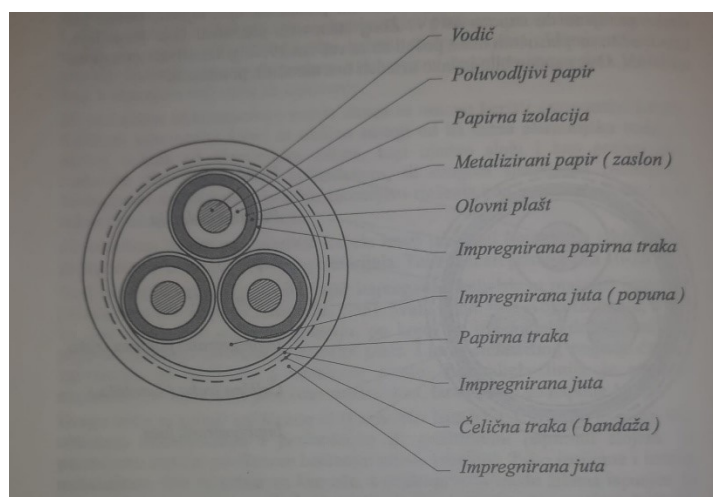 Vodič
Poluvodljivi papir
Papirna izolacija
Metalizirani papir ( zaslon )
Olovni plašt
Impregnirana papirna traka
Impregnirana juta ( popuna )
Papirna traka
Impregnirana juta
Čelična traka ( bandaža )
Impregnirana juta